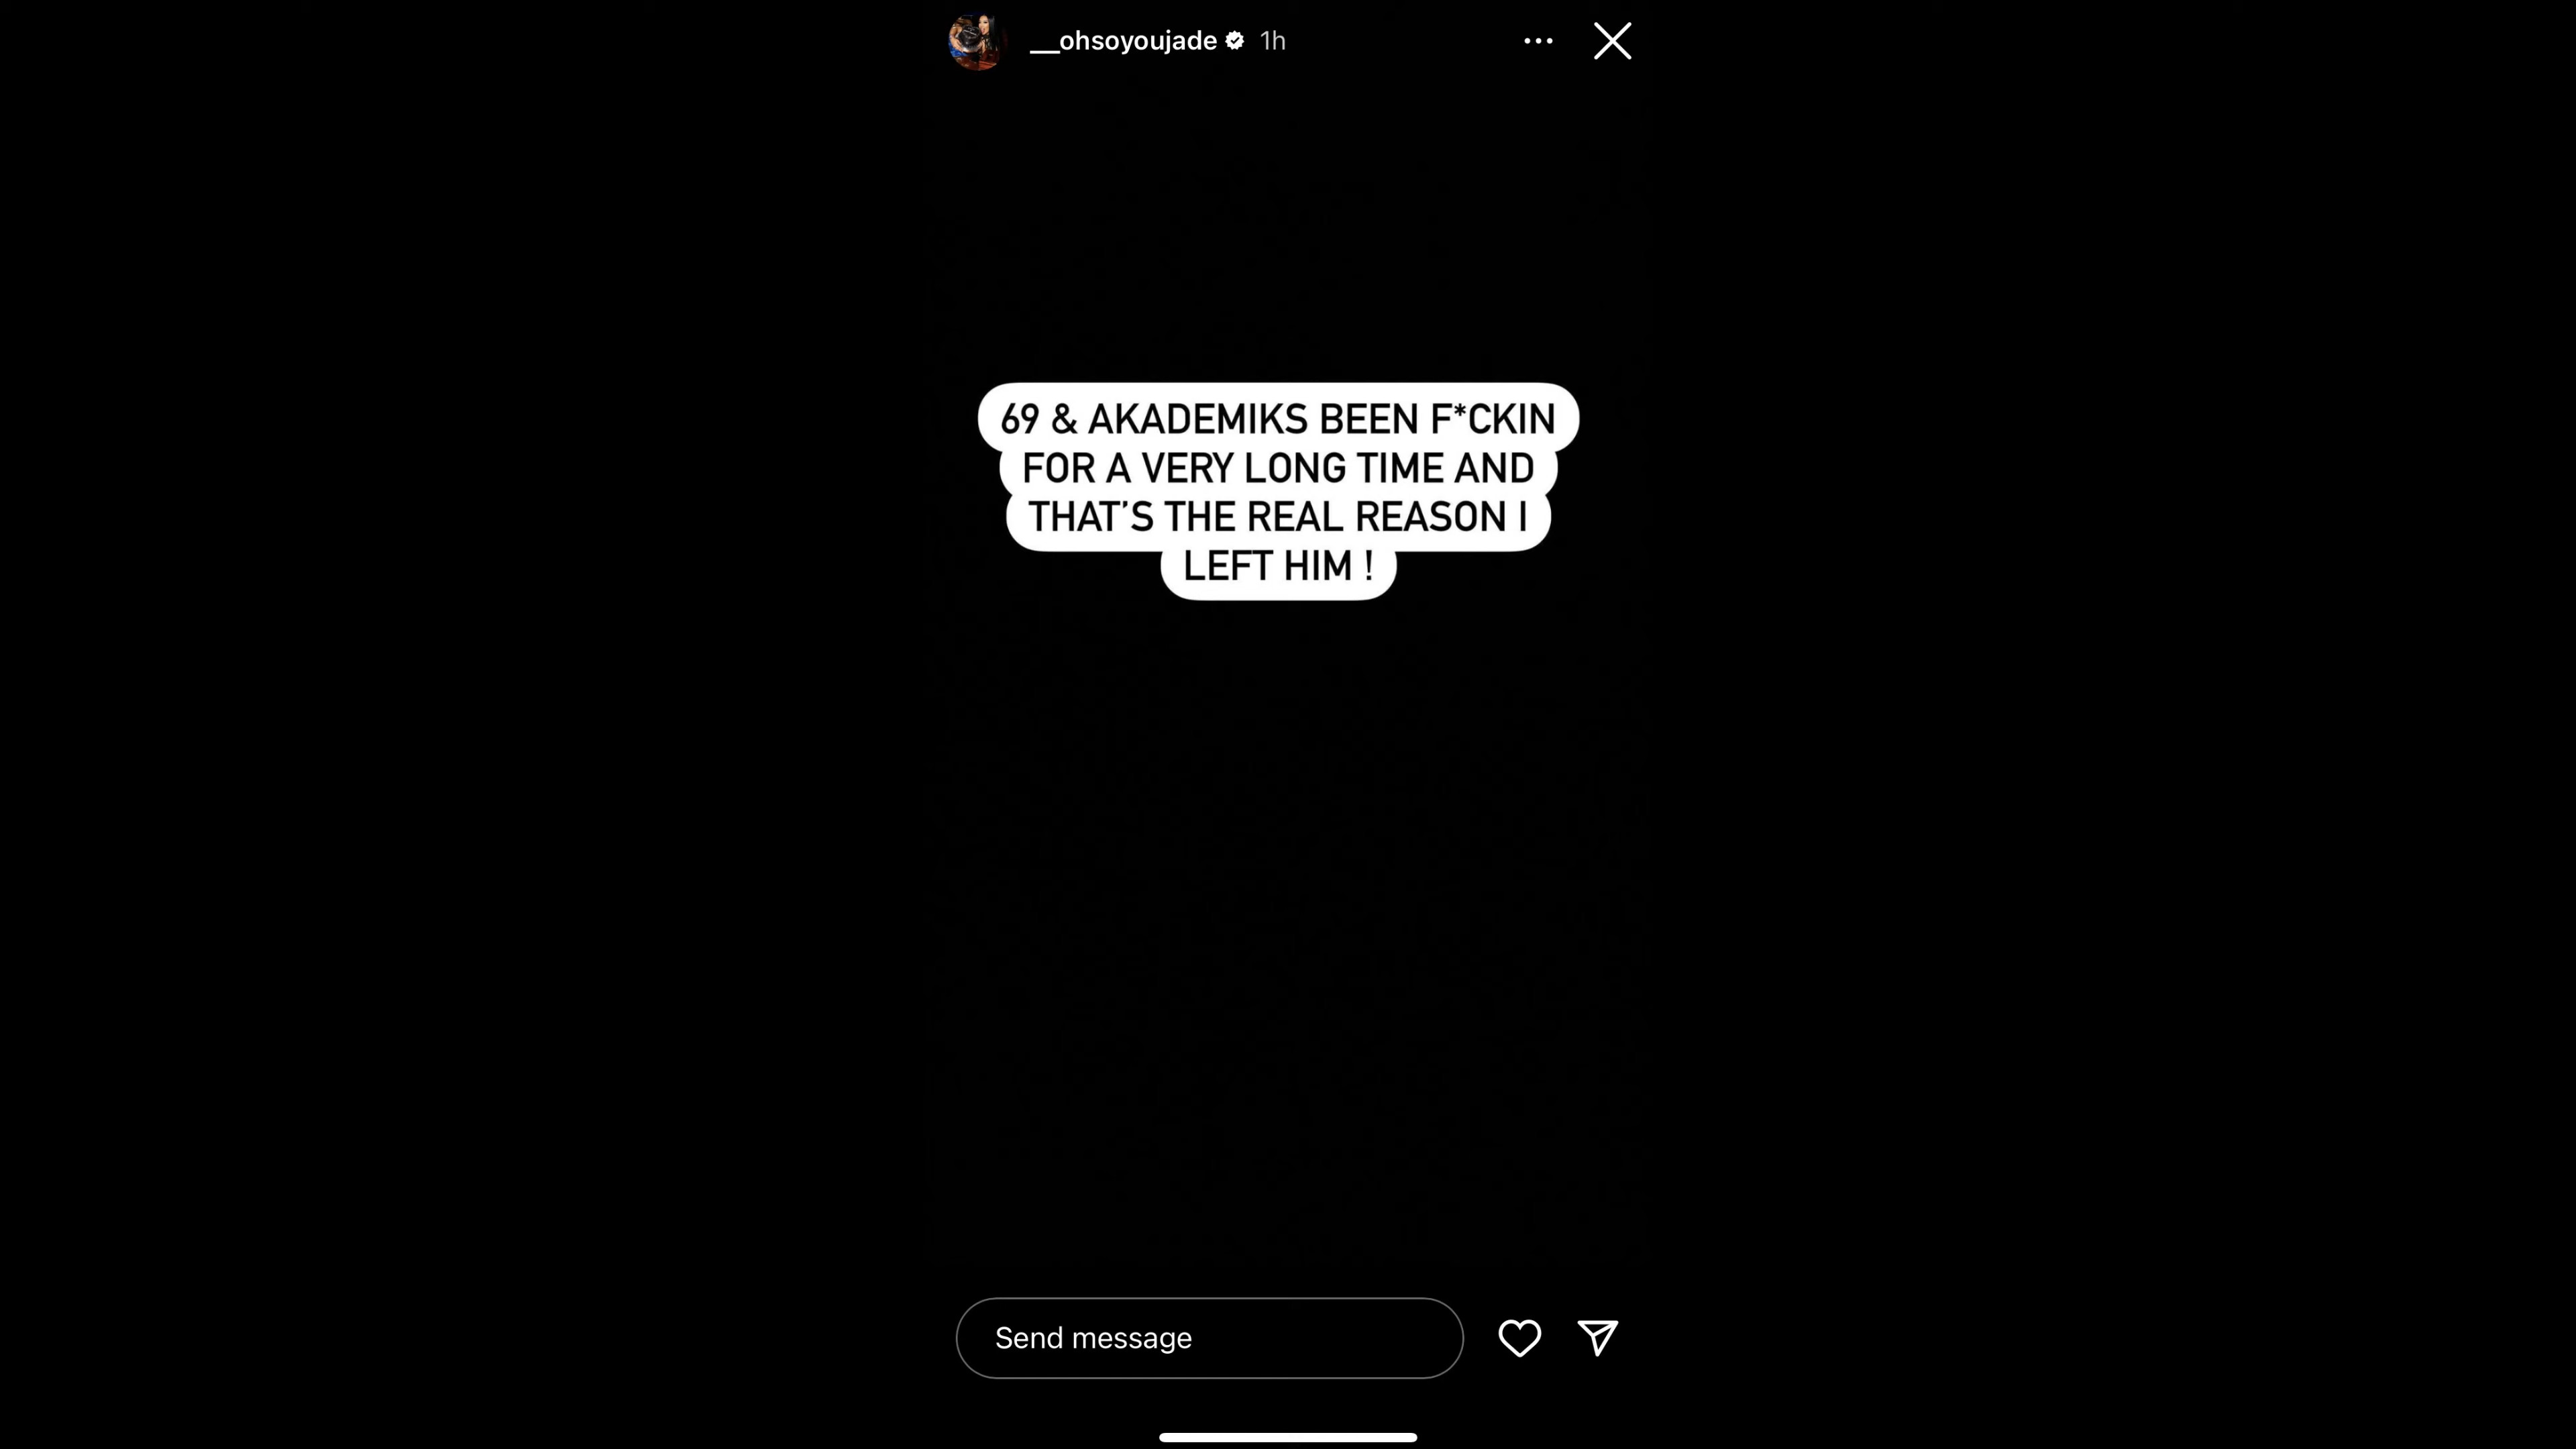 __ohsoyoujade 1h
69 & AKADEMIKS BEEN F*CKIN
FOR A VERY LONG TIME AND
THAT’S THE REAL REASON I
LEFT HIM !
Send message